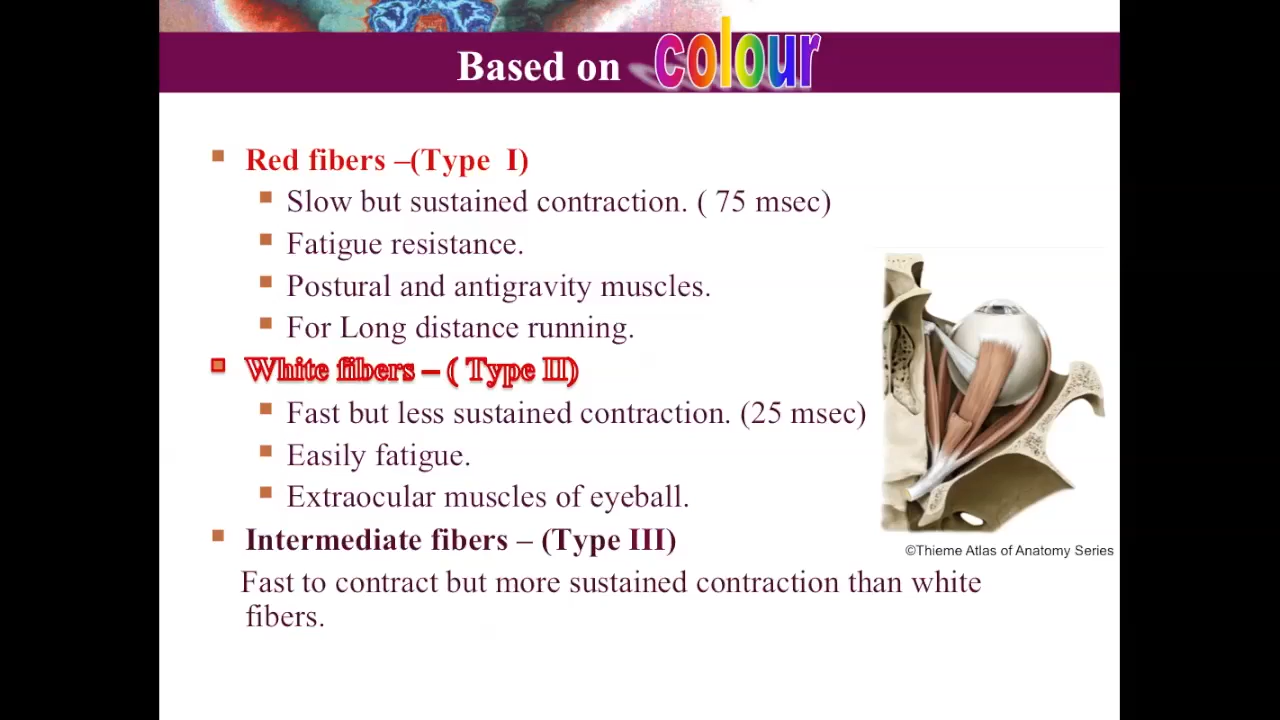 Based on colour
Red fibers –(Type I)
Slow but sustained contraction. ( 75 msec)
Fatigue resistance.
Postural and antigravity muscles.
For Long distance running.
White fibers – ( Type II)
Fast but less sustained contraction. (25 msec)
Easily fatigue.
Extraocular muscles of eyeball.
Intermediate fibers – (Type III)
©Thieme Atlas of Anatomy Series
Fast to contract but more sustained contraction than white
fibers.